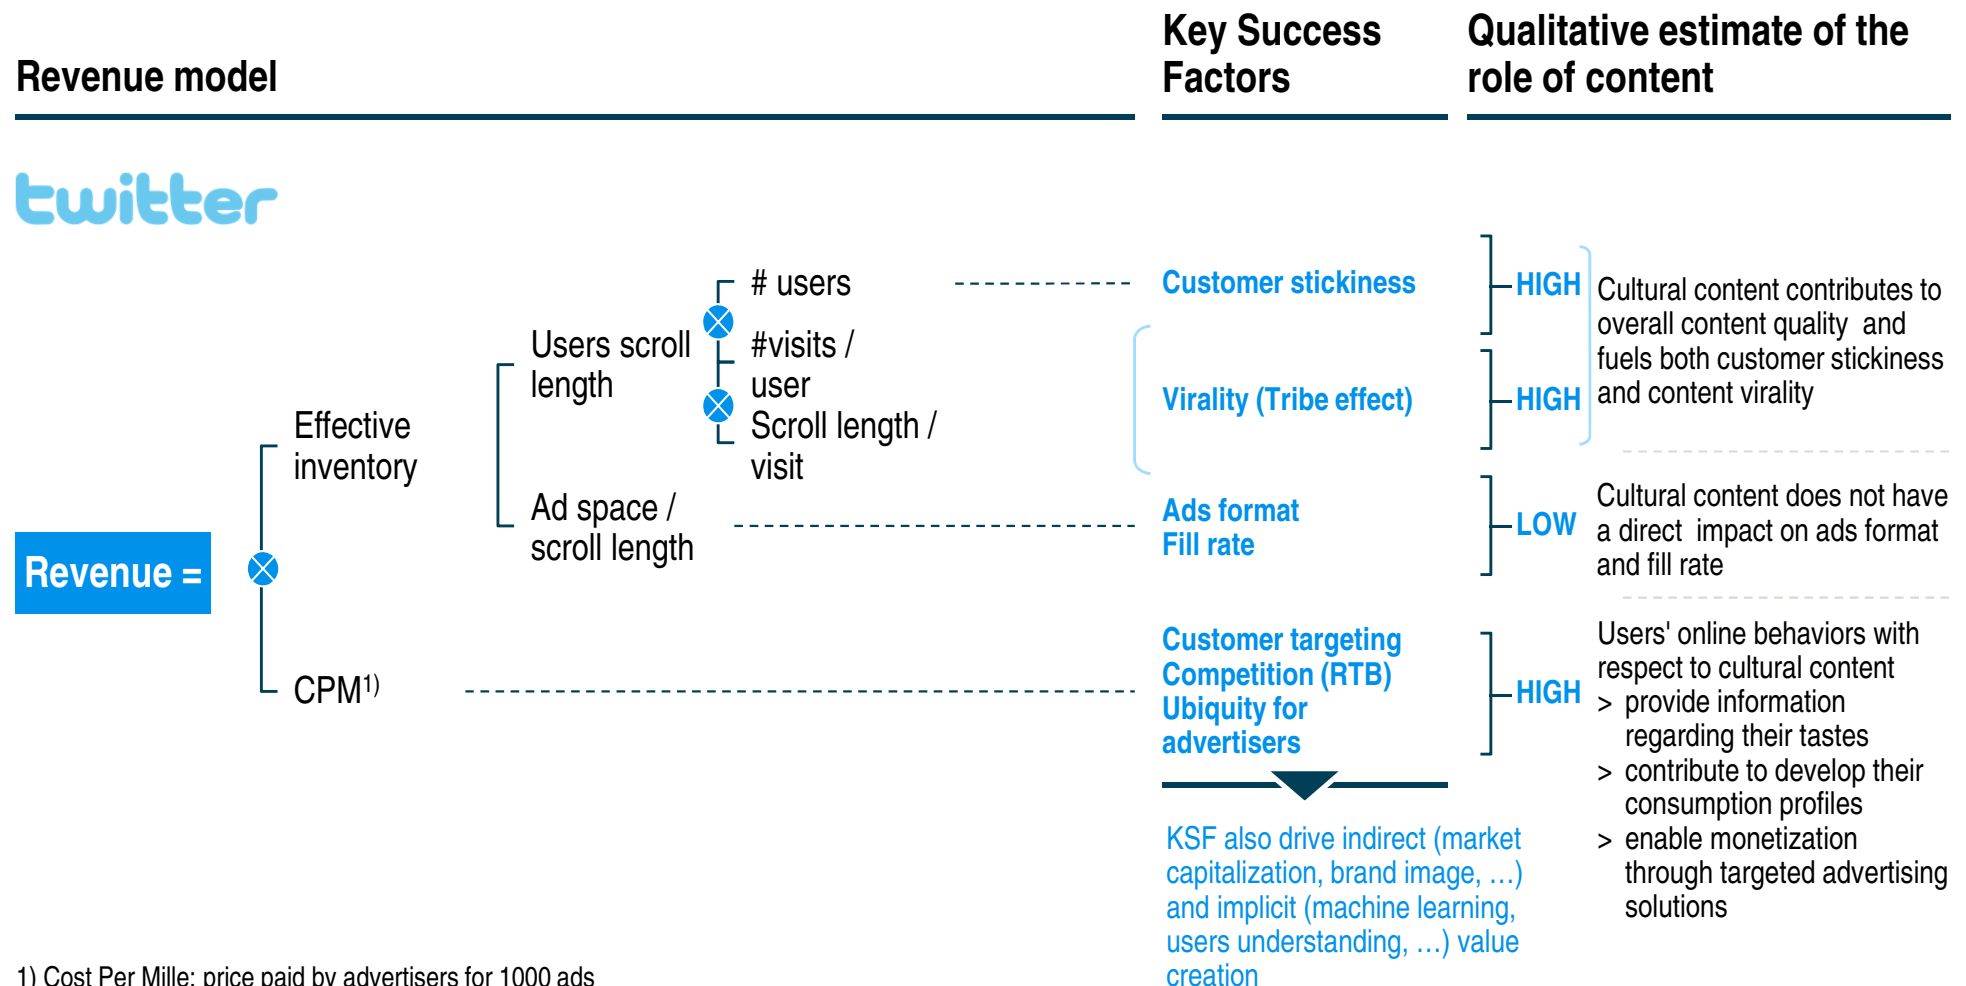 Revenue model
Key Success
Factors
Qualitative estimate of the
role of content
twitter
Revenue =
Effective
inventory
CPM1)
Users scroll
length
Ad space /
scroll length
# users
#visits /
user
Scroll length /
visit
Customer stickiness
Virality (Tribe effect)
Ads format
Fill rate
Customer targeting
Competition (RTB)
Ubiquity for
advertisers
KSF also drive indirect (market
capitalization, brand image, …)
and implicit (machine learning,
users understanding, …) value
creation
HIGH
HIGH
Cultural content contributes to
overall content quality and
fuels both customer stickiness
and content virality
LOW
Cultural content does not have
a direct impact on ads format
and fill rate
HIGH
Users' online behaviors with
respect to cultural content
> provide information
regarding their tastes
> contribute to develop their
consumption profiles
> enable monetization
through targeted advertising
solutions
1) Cost Per Mille: price paid by advertisers for 1000 ads